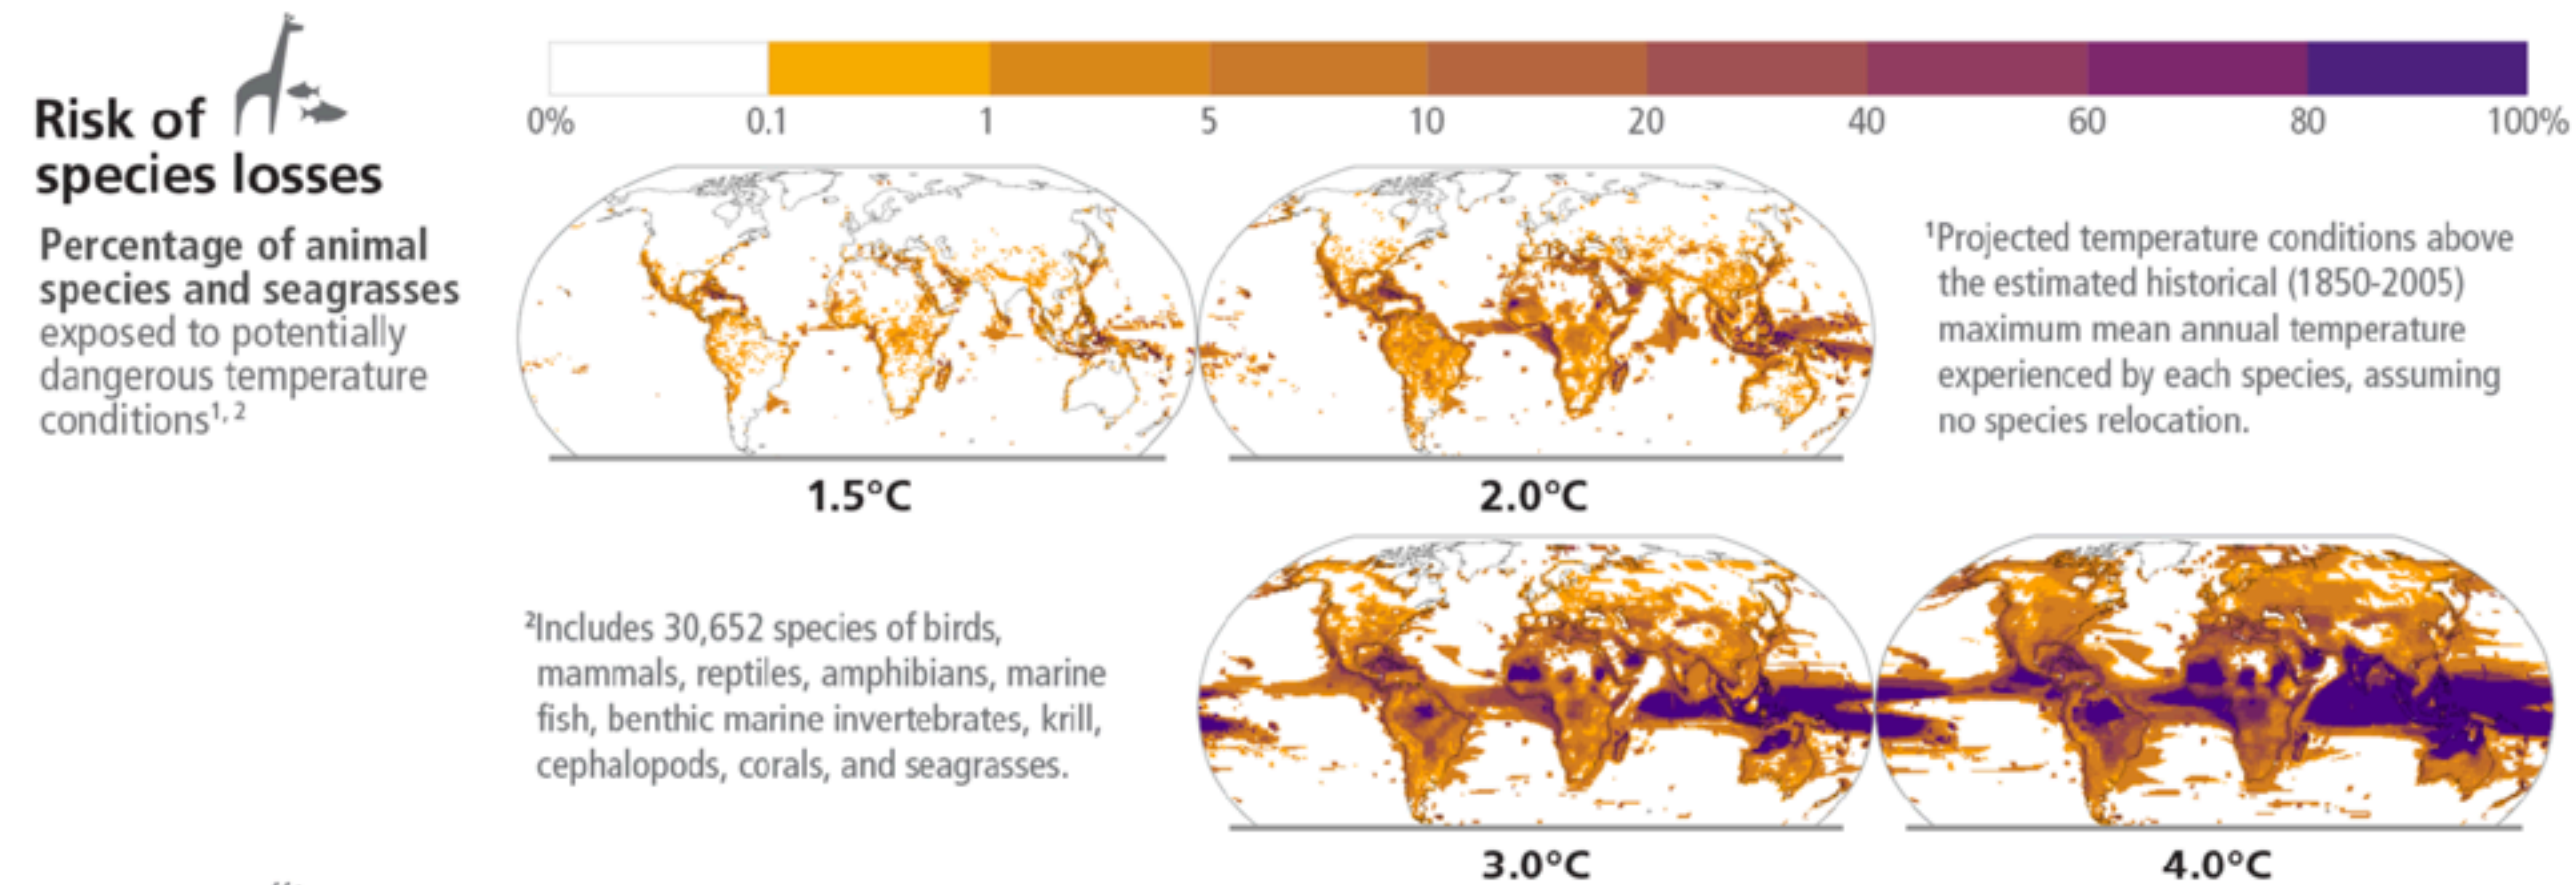 Risk of
species losses
Percentage of animal
species and seagrasses
exposed to potentially
dangerous temperature
conditions¹, ²
0% 0.1 1 5 10 20 40 60 80 100%
1.5°C
2.0°C
¹Projected temperature conditions above
the estimated historical (1850-2005)
maximum mean annual temperature
experienced by each species, assuming
no species relocation.
²Includes 30,652 species of birds,
mammals, reptiles, amphibians, marine
fish, benthic marine invertebrates, krill,
cephalopods, corals, and seagrasses.
3.0°C
4.0°C